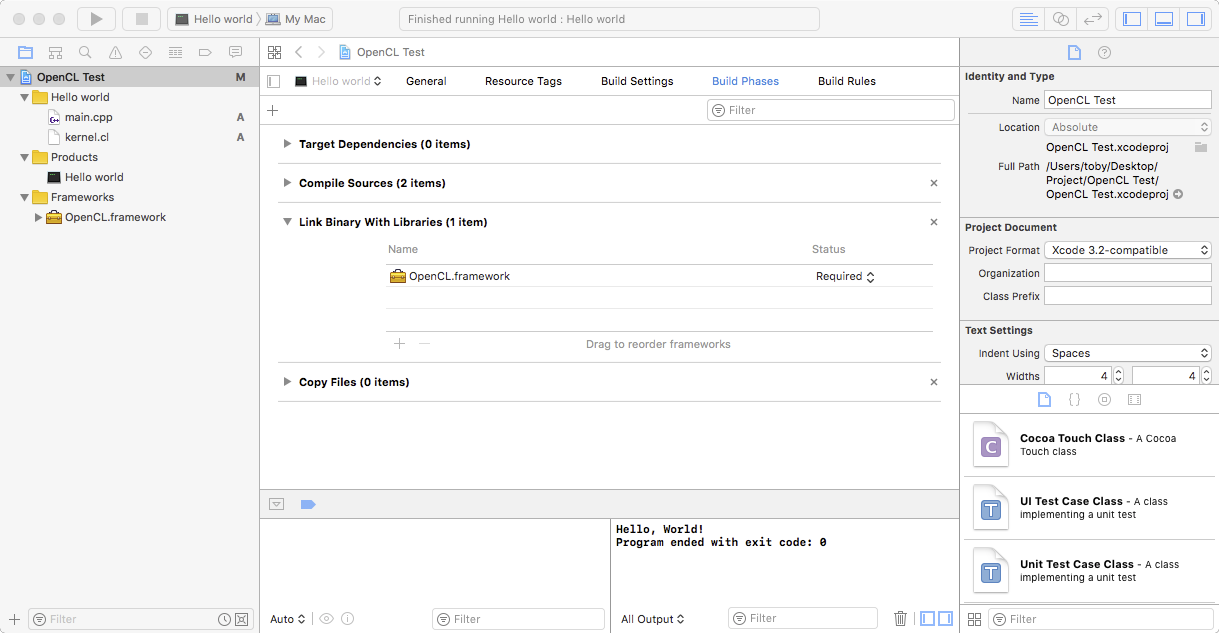 Hello world
My Mac
Finished running Hello world : Hello world
OpenCL Test
M
Hello world
main.cpp
A
kernel.cl
A
Products
Hello world
Frameworks
OpenCL.framework
Filter
OpenCL Test
Hello world
General
Resource Tags
Build Settings
Build Phases
Build Rules
Filter
Target Dependencies (0 items)
Compile Sources (2 items)
Link Binary With Libraries (1 item)
Name
Status
OpenCL.framework
Required
Drag to reorder frameworks
Copy Files (0 items)
Auto
Filter
Hello, World!
Program ended with exit code: 0
All Output
Filter
Identity and Type
Name
OpenCL Test
Location
Absolute
OpenCL Test.xcodeproj
Full Path
/Users/toby/Desktop/
Project/OpenCL Test/
OpenCL Test.xcodeproj
Project Document
Project Format
Xcode 3.2-compatible
Organization
Class Prefix
Text Settings
Indent Using
Spaces
Widths
4
4
{}
C
Cocoa Touch Class - A Cocoa
Touch class
T
UI Test Case Class - A class
implementing a unit test
T
Unit Test Case Class - A class
implementing a unit test
Filter